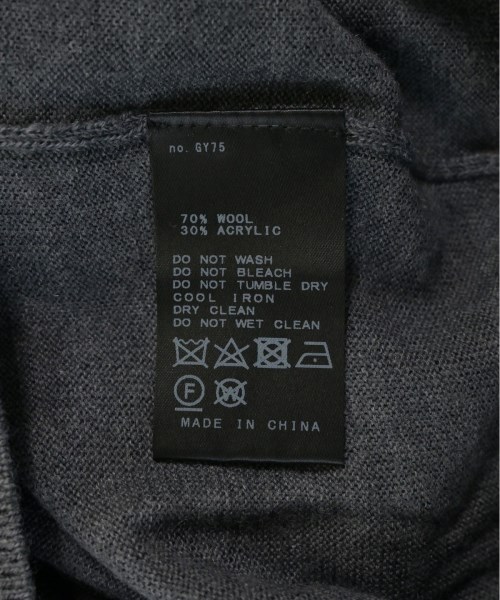 no. GY75
70% WOOL
30% ACRYLIC
DO NOT WASH
DO NOT BLEACH
DO NOT TUMBLE DRY
COOL IRON
DRY CLEAN
DO NOT WET CLEAN
F W
MADE IN CHINA